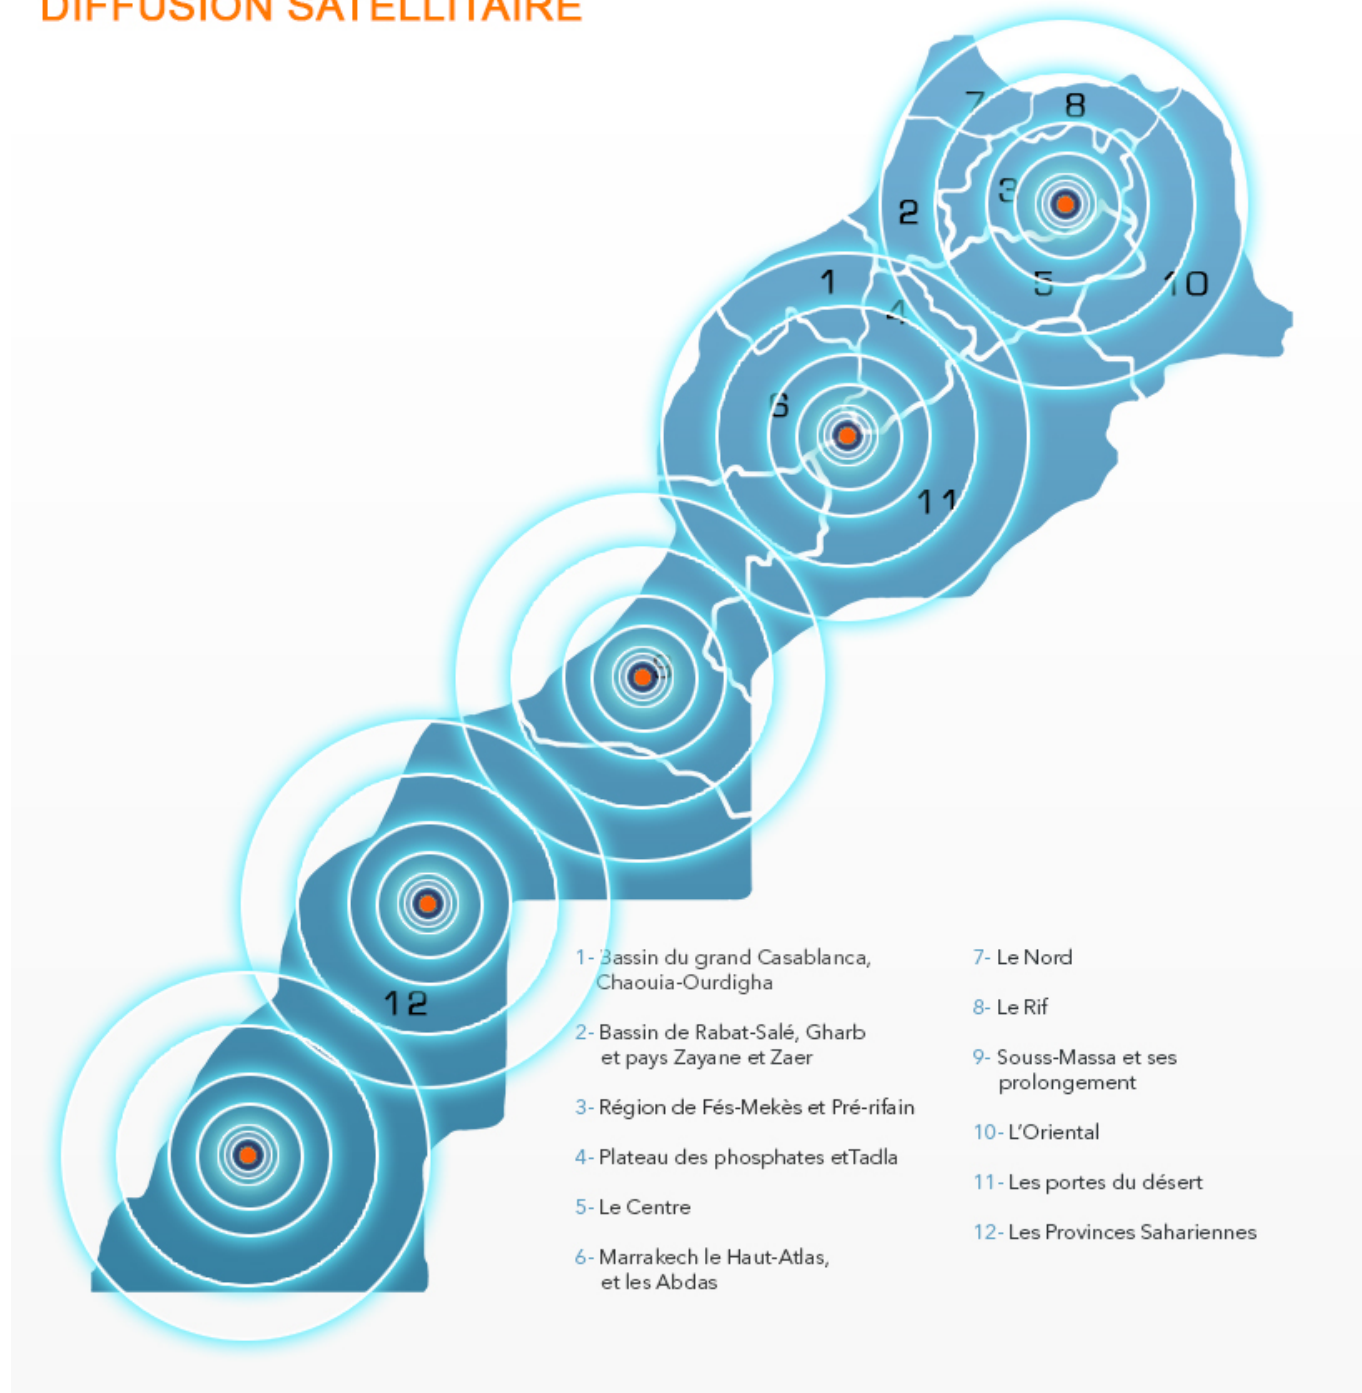 DIFFUSION SATELLITAIRE
7
8
3
2
5
10
1
4
6
11
9
12
1- Bassin du grand Casablanca,
Chaouia-Ourdigha
2- Bassin de Rabat-Salé, Gharb
et pays Zayane et Zaer
3- Région de Fés-Mekès et Pré-rifain
4- Plateau des phosphates etTadla
5- Le Centre
6- Marrakech le Haut-Atlas,
et les Abdas
7- Le Nord
8- Le Rif
9- Souss-Massa et ses
prolongement
10- L'Oriental
11- Les portes du désert
12- Les Provinces Sahariennes